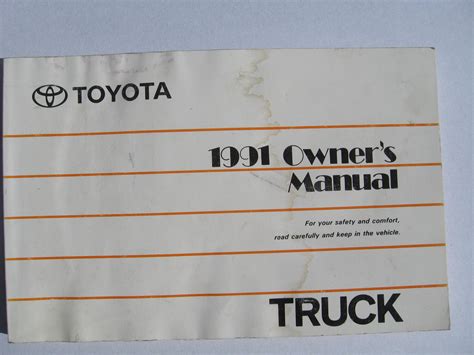 TOYOTA
1991 Owner's
Manual
For your safety and comfort,
read carefully and keep in the vehicle.
TRUCK